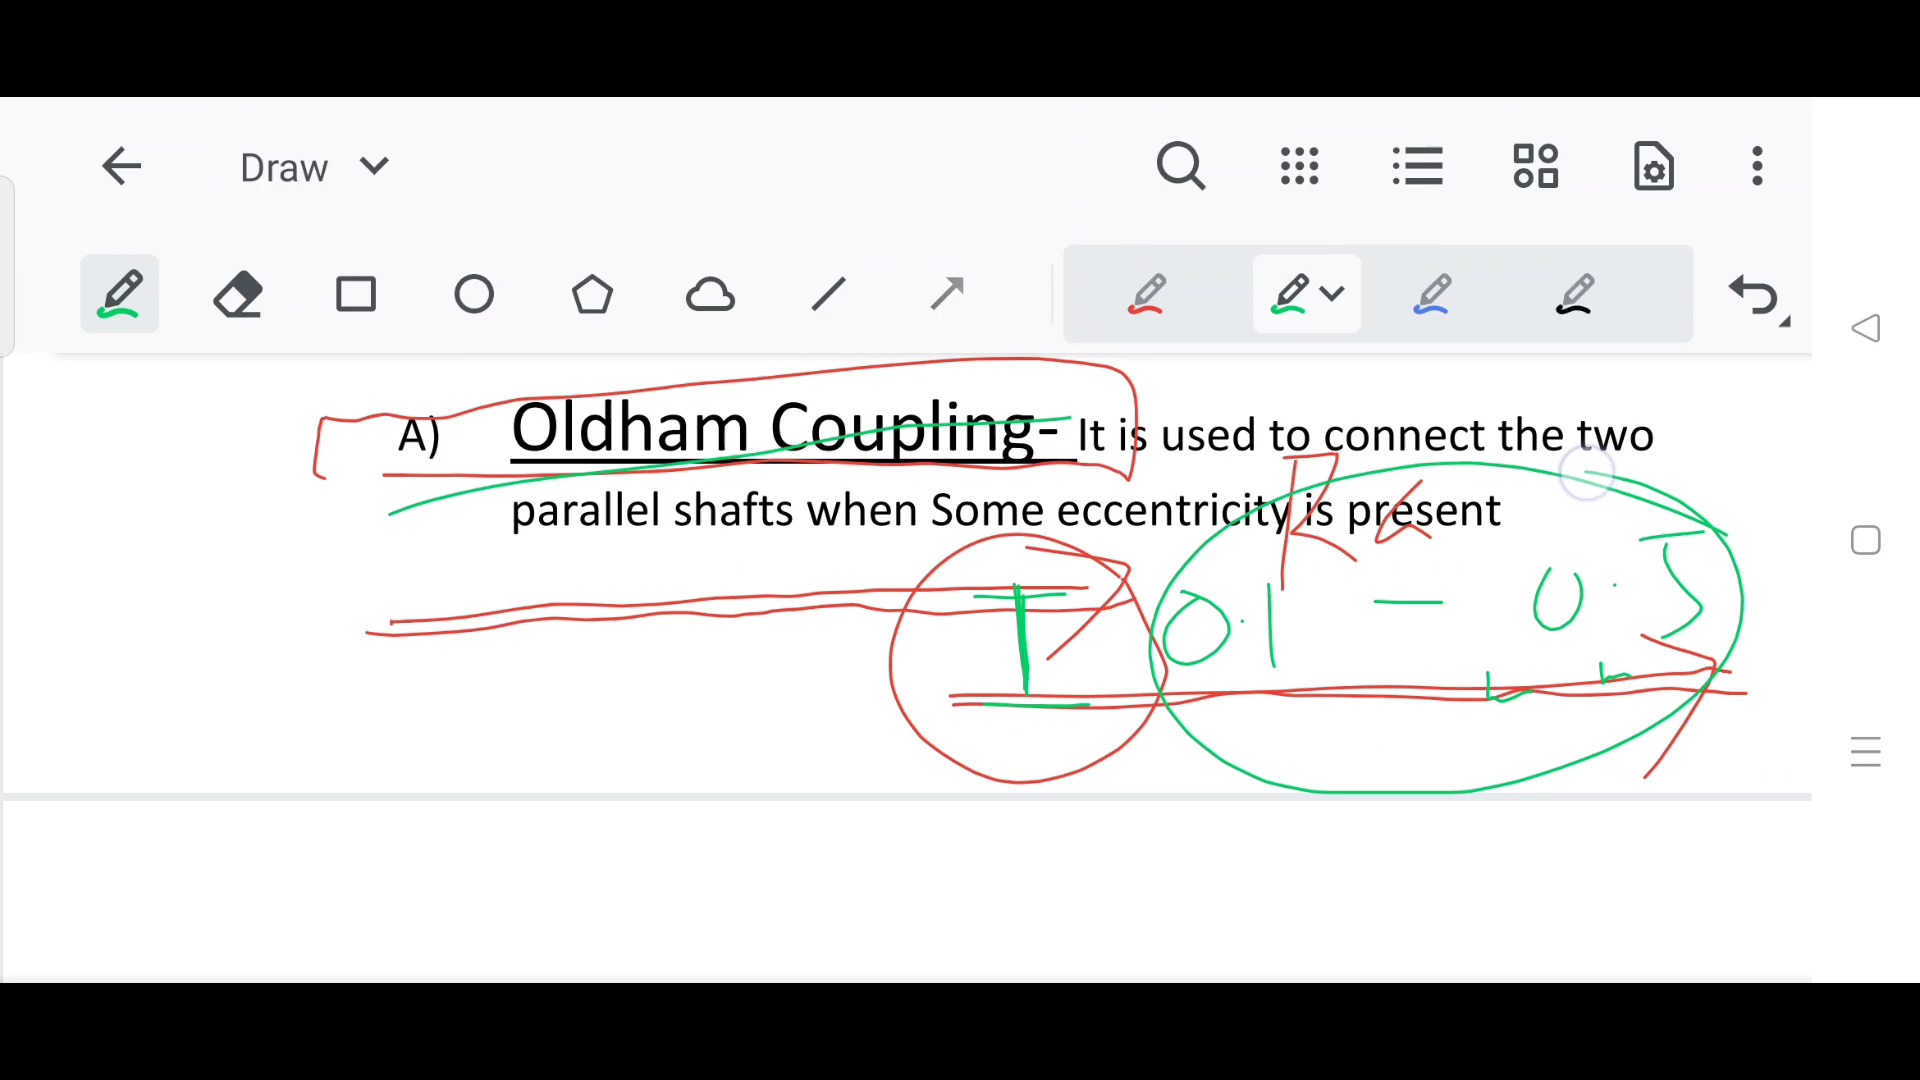 Draw
A) Oldham Coupling- It is used to connect the two
parallel shafts when Some eccentricity is present
0.1 - 0.5